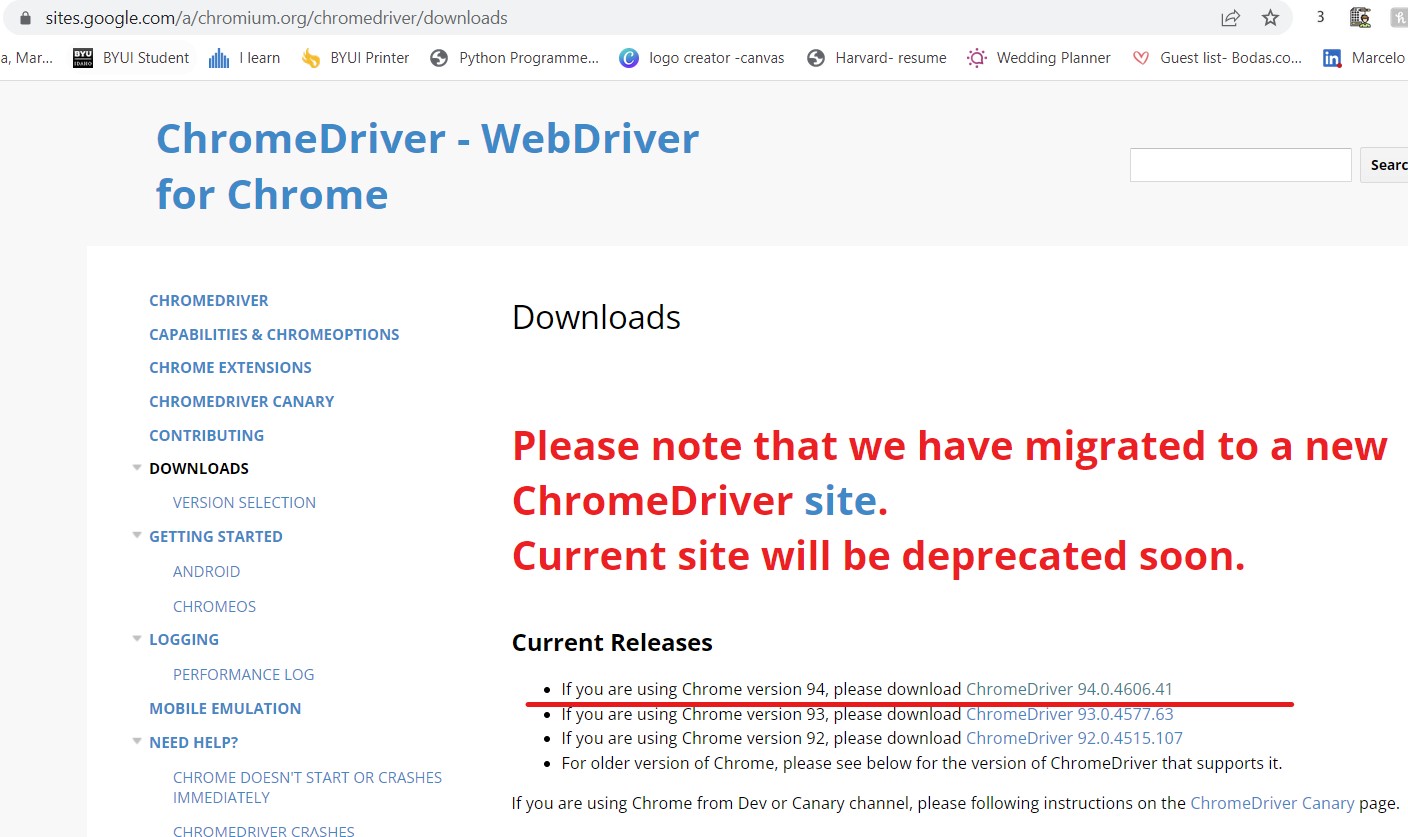 sites.google.com/a/chromium.org/chromedriver/downloads
3
a, Mar...
BYU
IDAHO
BYUI Student
I learn
BYUI Printer
Python Programme...
logo creator -canvas
Harvard- resume
Wedding Planner
Guest list- Bodas.co...
in
Marcelo
ChromeDriver - WebDriver
for Chrome
Searc
CHROMEDRIVER
CAPABILITIES & CHROMEOPTIONS
CHROME EXTENSIONS
CHROMEDRIVER CANARY
CONTRIBUTING
DOWNLOADS
VERSION SELECTION
GETTING STARTED
ANDROID
CHROMEOS
LOGGING
PERFORMANCE LOG
MOBILE EMULATION
NEED HELP?
CHROME DOESN'T START OR CRASHES
IMMEDIATELY
CHROMEDRIVER CRASHES
Downloads
Please note that we have migrated to a new
ChromeDriver site.
Current site will be deprecated soon.
Current Releases
If you are using Chrome version 94, please download ChromeDriver 94.0.4606.41
If you are using Chrome version 93, please download ChromeDriver 93.0.4577.63
If you are using Chrome version 92, please download ChromeDriver 92.0.4515.107
For older version of Chrome, please see below for the version of ChromeDriver that supports it.
If you are using Chrome from Dev or Canary channel, please following instructions on the ChromeDriver Canary page.